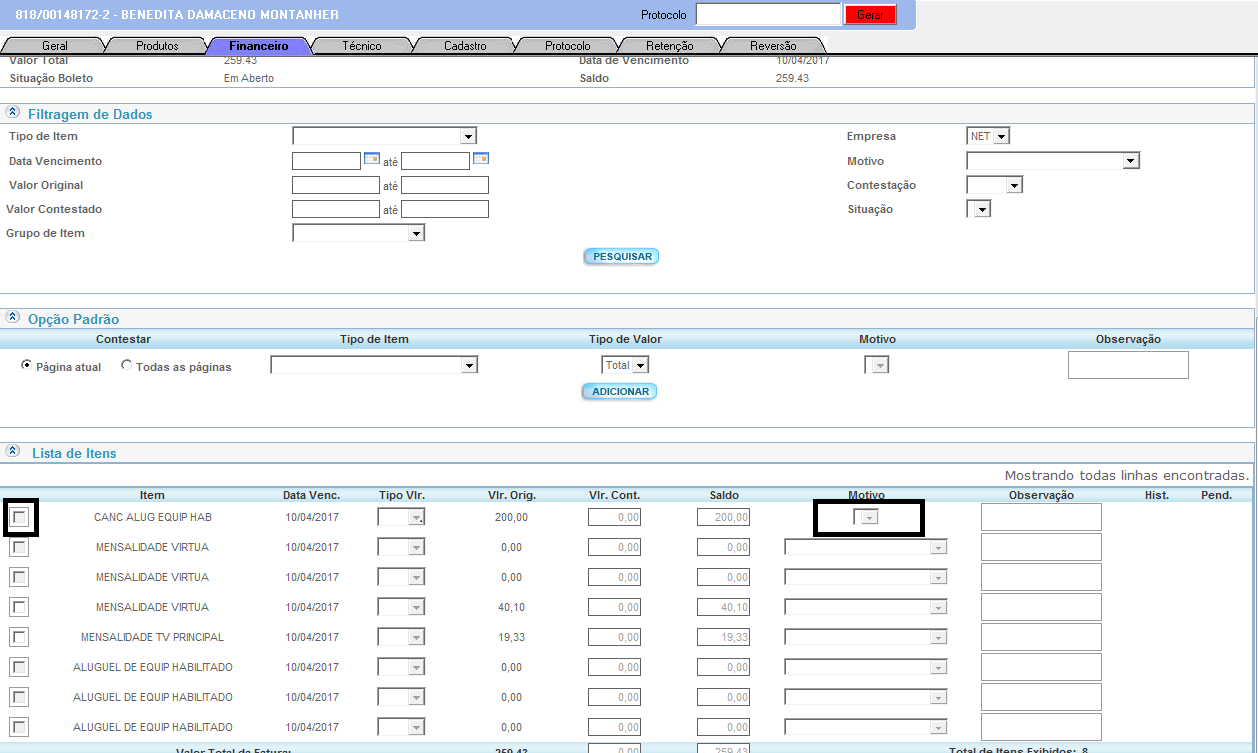 818/00148172-2 - BENEDITA DAMACENO MONTANHER Protocolo Gerar
Geral Produtos Financeiro Técnico Cadastro Protocolo Retenção Reversão
Valor Total 259.43 Data de Vencimento 10/04/2017
Situação Boleto Em Aberto Saldo 259.43
Filtragem de Dados
Tipo de Item Empresa NET
Data Vencimento até Motivo
Valor Original até Contestação
Valor Contestado até Situação
Grupo de Item
PESQUISAR
Opção Padrão
Contestar Tipo de Item Tipo de Valor Motivo Observação
Página atual Todas as páginas Total
ADICIONAR
Lista de Itens
Mostrando todas linhas encontradas.
Item Data Venc. Tipo Vlr. Vlr. Orig. Vlr. Cont. Saldo Motivo Observação Hist. Pend.
CANC ALUG EQUIP HAB 10/04/2017 200,00 0,00 200,00
MENSALIDADE VIRTUA 10/04/2017 0,00 0,00 0,00
MENSALIDADE VIRTUA 10/04/2017 0,00 0,00 0,00
MENSALIDADE VIRTUA 10/04/2017 40,10 0,00 40,10
MENSALIDADE TV PRINCIPAL 10/04/2017 19,33 0,00 19,33
ALUGUEL DE EQUIP HABILITADO 10/04/2017 0,00 0,00 0,00
ALUGUEL DE EQUIP HABILITADO 10/04/2017 0,00 0,00 0,00
ALUGUEL DE EQUIP HABILITADO 10/04/2017 0,00 0,00 0,00
Valor Total da Fatura: 259,43 0,00 259,43 Total de Itens Exibidos: 8